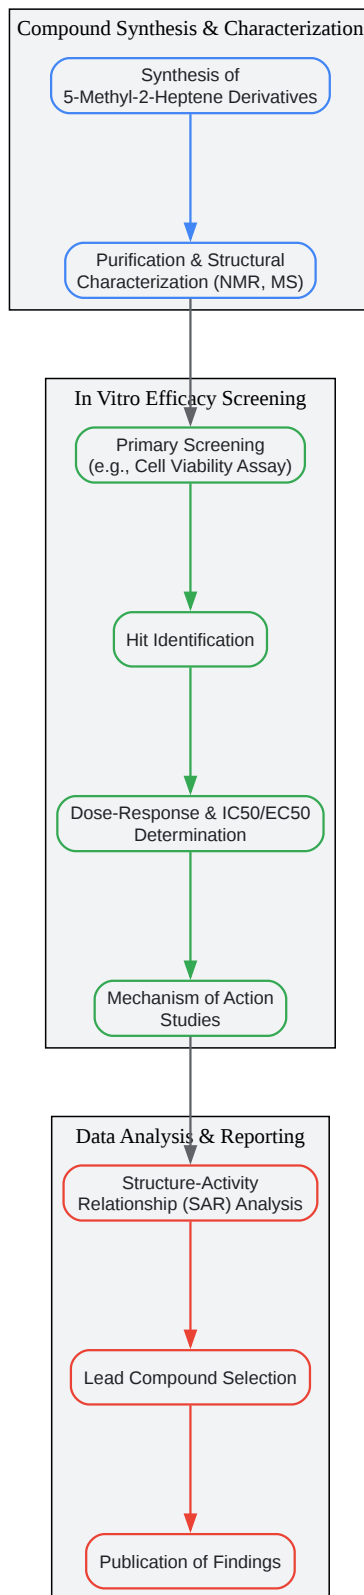 Compound Synthesis & Characterization
Synthesis of
5-Methyl-2-Heptene Derivatives
Purification & Structural
Characterization (NMR, MS)
In Vitro Efficacy Screening
Primary Screening
(e.g., Cell Viability Assay)
Hit Identification
Dose-Response & IC50/EC50
Determination
Mechanism of Action
Studies
Data Analysis & Reporting
Structure-Activity
Relationship (SAR) Analysis
Lead Compound Selection
Publication of Findings